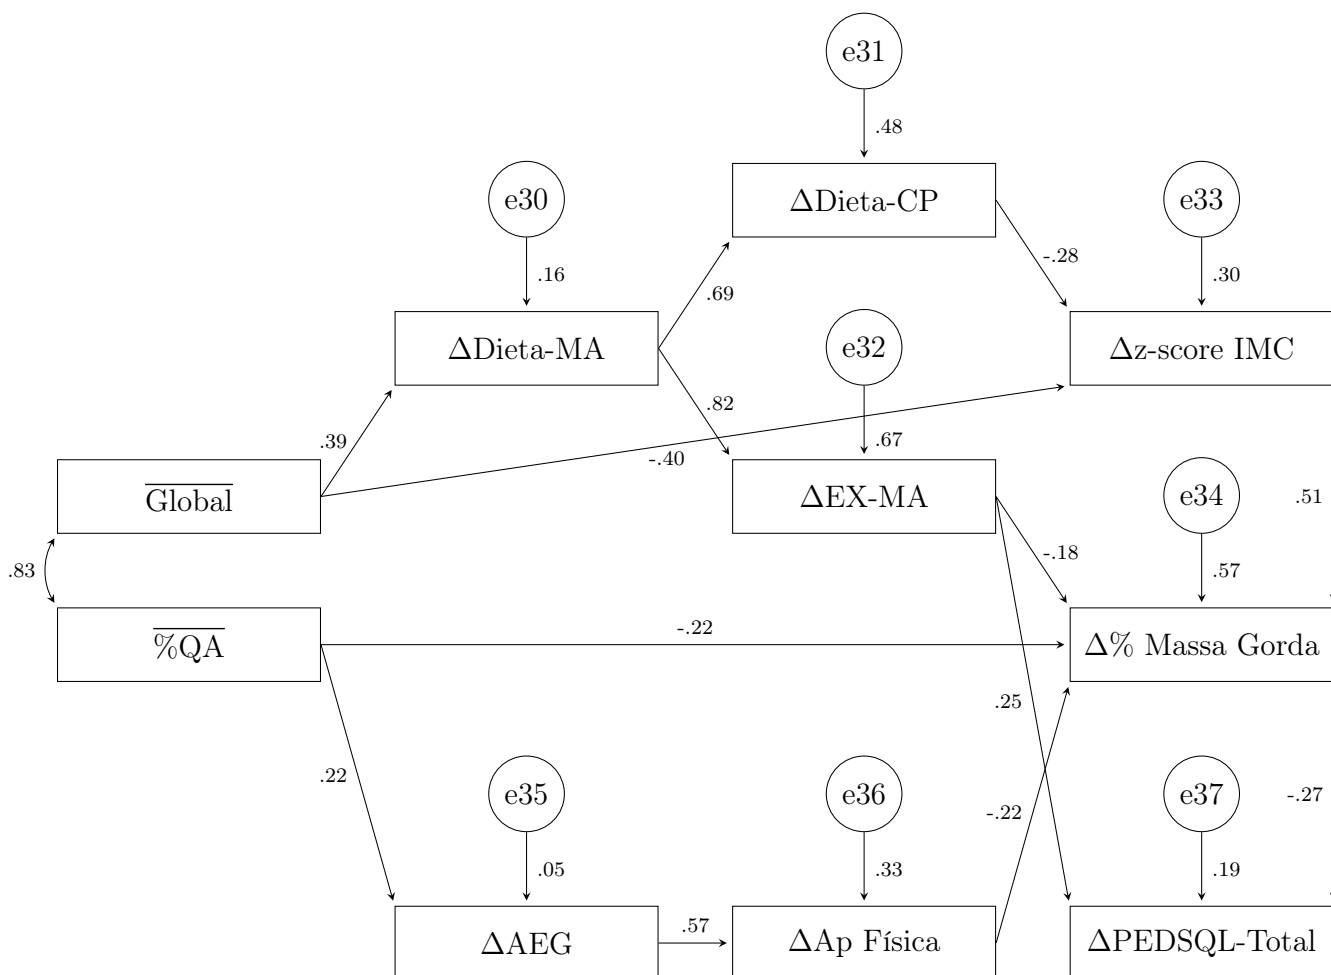 e31
.48
e30
ΔDieta-CP
e33
.16
-.28
.30
.69
ΔDieta-MA
e32
Δz-score IMC
.82
.39
.67
-.40
Global
ΔEX-MA
e34
.51
-.18
.83
.57
-.22
%QA
Δ% Massa Gorda
.25
.22
e35
e36
-.22
e37
-.27
.05
.33
.19
.57
ΔAEG
ΔAp Física
ΔPEDSQL-Total